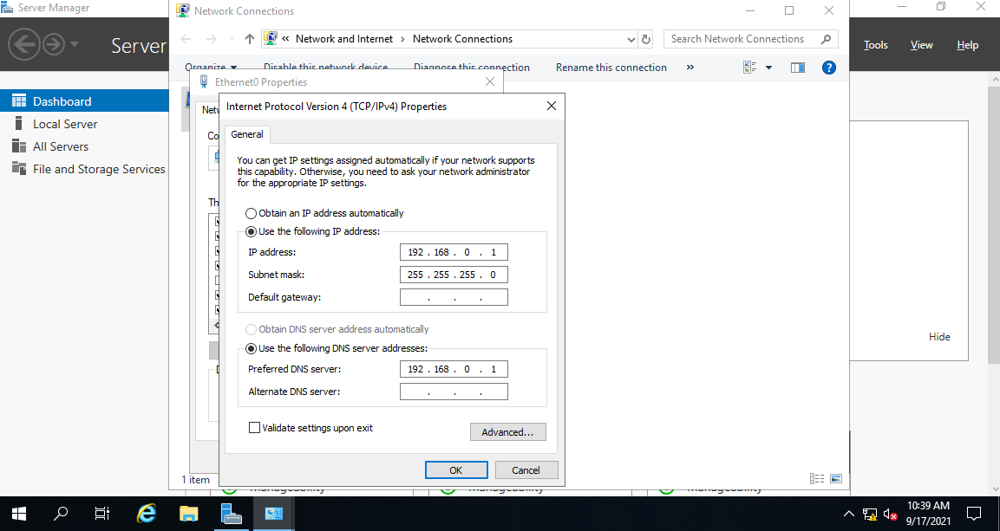 Server Manager
Network Connections
Network and Internet > Network Connections
Search Network Connections
Server
Tools View Help
Organize Disable this network device Diagnose this connection Rename this connection »
Ethernet0 Properties
Internet Protocol Version 4 (TCP/IPv4) Properties
General
Dashboard
Local Server
All Servers
File and Storage Services
You can get IP settings assigned automatically if your network supports
this capability. Otherwise, you need to ask your network administrator
for the appropriate IP settings.
Obtain an IP address automatically
Use the following IP address:
IP address: 192 . 168 . 0 . 1
Subnet mask: 255 . 255 . 255 . 0
Default gateway: . . .
Obtain DNS server address automatically
Use the following DNS server addresses:
Preferred DNS server: 192 . 168 . 0 . 1
Alternate DNS server: . . .
Validate settings upon exit
Advanced...
OK Cancel
Hide
1 item
manageability manageability manageability
10:39 AM
9/17/2021